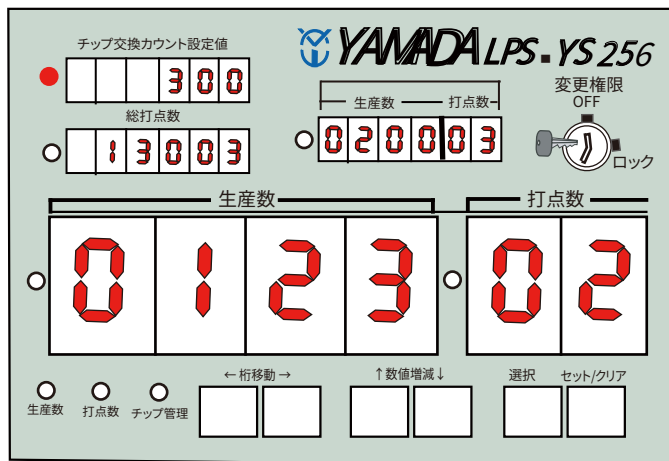 チップ交換カウント設定値
YAMADA LPS・YS 256
300
変更権限
OFF
総打点数
生産数 打点数
13003
020003
ロック
生産数
打点数
0123
02
←桁移動→
↑数値増減↓
選択
セット/クリア
生産数
打点数
チップ管理